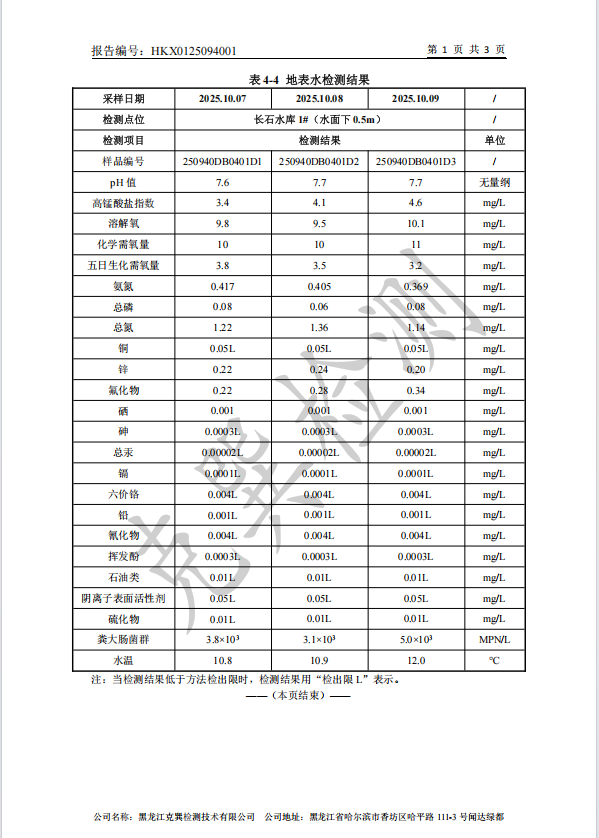 报告编号：HKX0125094001 第 1 页 共 3 页
表 4-4 地表水检测结果
采样日期 2025.10.07 2025.10.08 2025.10.09 /
检测点位 长石水库 1#（水面下 0.5m） /
检测项目 检测结果 单位
样品编号 250940DB0401D1 250940DB0401D2 250940DB0401D3 /
pH 值 7.6 7.7 7.7 无量纲
高锰酸盐指数 3.4 4.1 4.6 mg/L
溶解氧 9.8 9.5 10.1 mg/L
化学需氧量 10 10 11 mg/L
五日生化需氧量 3.8 3.5 3.2 mg/L
氨氮 0.417 0.405 0.369 mg/L
总磷 0.08 0.06 0.08 mg/L
总氮 1.22 1.36 1.14 mg/L
铜 0.05L 0.05L 0.05L mg/L
锌 0.22 0.24 0.20 mg/L
氟化物 0.22 0.28 0.34 mg/L
硒 0.001 0.001 0.001 mg/L
砷 0.0003L 0.0003L 0.0003L mg/L
总汞 0.00002L 0.00002L 0.00002L mg/L
镉 0.0001L 0.0001L 0.0001L mg/L
六价铬 0.004L 0.004L 0.004L mg/L
铅 0.001L 0.001L 0.001L mg/L
氰化物 0.004L 0.004L 0.004L mg/L
挥发酚 0.0003L 0.0003L 0.0003L mg/L
石油类 0.01L 0.01L 0.01L mg/L
阴离子表面活性剂 0.05L 0.05L 0.05L mg/L
硫化物 0.01L 0.01L 0.01L mg/L
粪大肠菌群 3.8×10³ 3.1×10³ 5.0×10³ MPN/L
水温 10.8 10.9 12.0 ℃
注：当检测结果低于方法检出限时，检测结果用“检出限 L”表示。
——（本页结束）——
克巽检测
公司名称：黑龙江克巽检测技术有限公司 公司地址：黑龙江省哈尔滨市香坊区哈平路 111-3 号闻达绿都